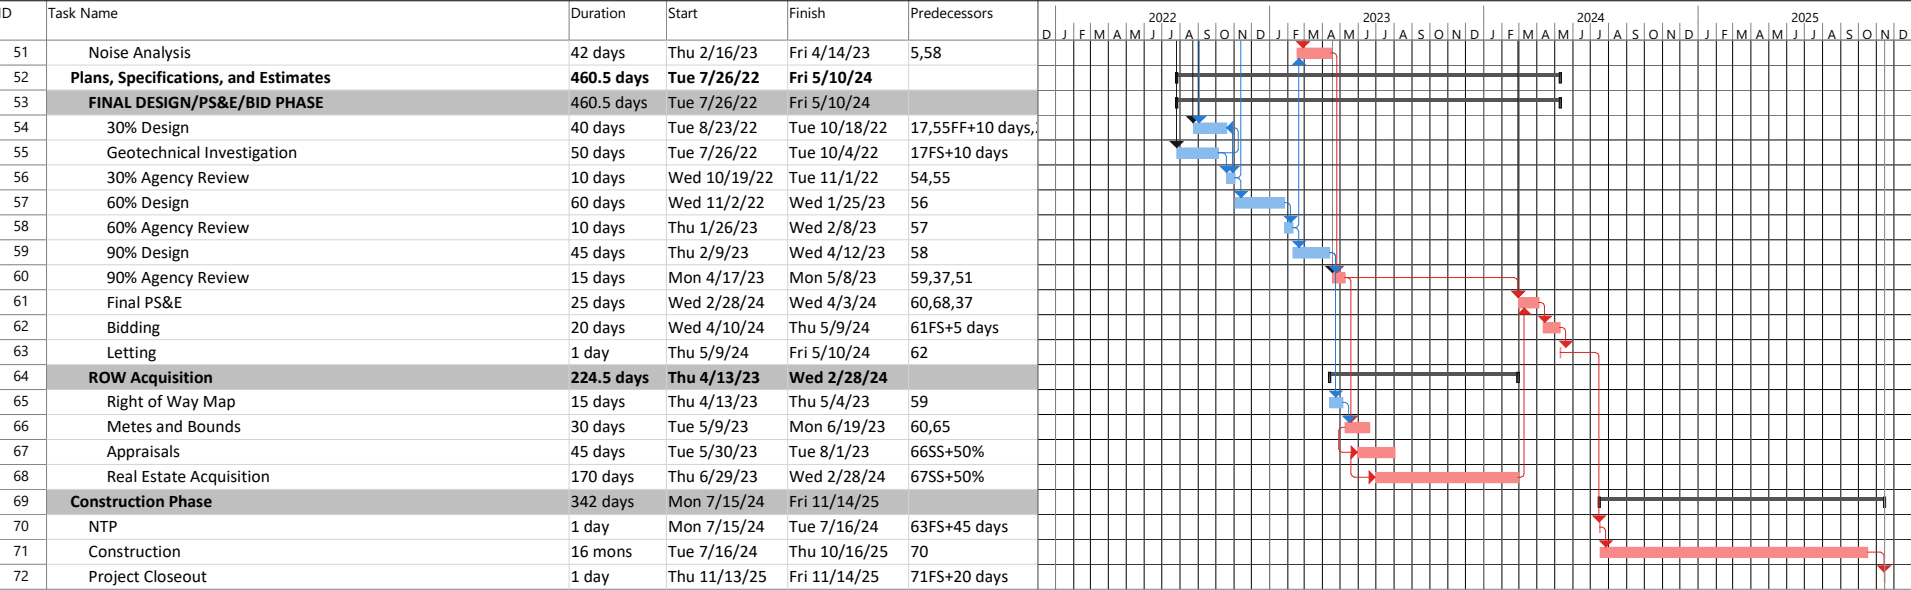 ID Task Name Duration Start Finish Predecessors 2022 2023 2024 2025
D J F M A M J J A S O N D J F M A M J J A S O N D J F M A M J J A S O N D J F M A M J J A S O N D
51 Noise Analysis 42 days Thu 2/16/23 Fri 4/14/23 5,58
52 Plans, Specifications, and Estimates 460.5 days Tue 7/26/22 Fri 5/10/24
53 FINAL DESIGN/PS&E/BID PHASE 460.5 days Tue 7/26/22 Fri 5/10/24
54 30% Design 40 days Tue 8/23/22 Tue 10/18/22 17,55FF+10 days,
55 Geotechnical Investigation 50 days Tue 7/26/22 Tue 10/4/22 17FS+10 days
56 30% Agency Review 10 days Wed 10/19/22 Tue 11/1/22 54,55
57 60% Design 60 days Wed 11/2/22 Wed 1/25/23 56
58 60% Agency Review 10 days Thu 1/26/23 Wed 2/8/23 57
59 90% Design 45 days Thu 2/9/23 Wed 4/12/23 58
60 90% Agency Review 15 days Mon 4/17/23 Mon 5/8/23 59,37,51
61 Final PS&E 25 days Wed 2/28/24 Wed 4/3/24 60,68,37
62 Bidding 20 days Wed 4/10/24 Thu 5/9/24 61FS+5 days
63 Letting 1 day Thu 5/9/24 Fri 5/10/24 62
64 ROW Acquisition 224.5 days Thu 4/13/23 Wed 2/28/24
65 Right of Way Map 15 days Thu 4/13/23 Thu 5/4/23 59
66 Metes and Bounds 30 days Tue 5/9/23 Mon 6/19/23 60,65
67 Appraisals 45 days Tue 5/30/23 Tue 8/1/23 66SS+50%
68 Real Estate Acquisition 170 days Thu 6/29/23 Wed 2/28/24 67SS+50%
69 Construction Phase 342 days Mon 7/15/24 Fri 11/14/25
70 NTP 1 day Mon 7/15/24 Tue 7/16/24 63FS+45 days
71 Construction 16 mons Tue 7/16/24 Thu 10/16/25 70
72 Project Closeout 1 day Thu 11/13/25 Fri 11/14/25 71FS+20 days